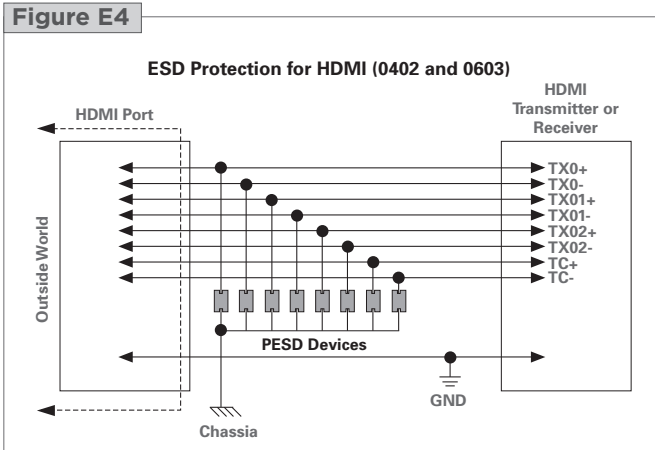 Figure E4
ESD Protection for HDMI (0402 and 0603)
HDMI Port
HDMI
Transmitter or
Receiver
Outside World
TX0+
TX0-
TX01+
TX01-
TX02+
TX02-
TC+
TC-
PESD Devices
GND
Chassia